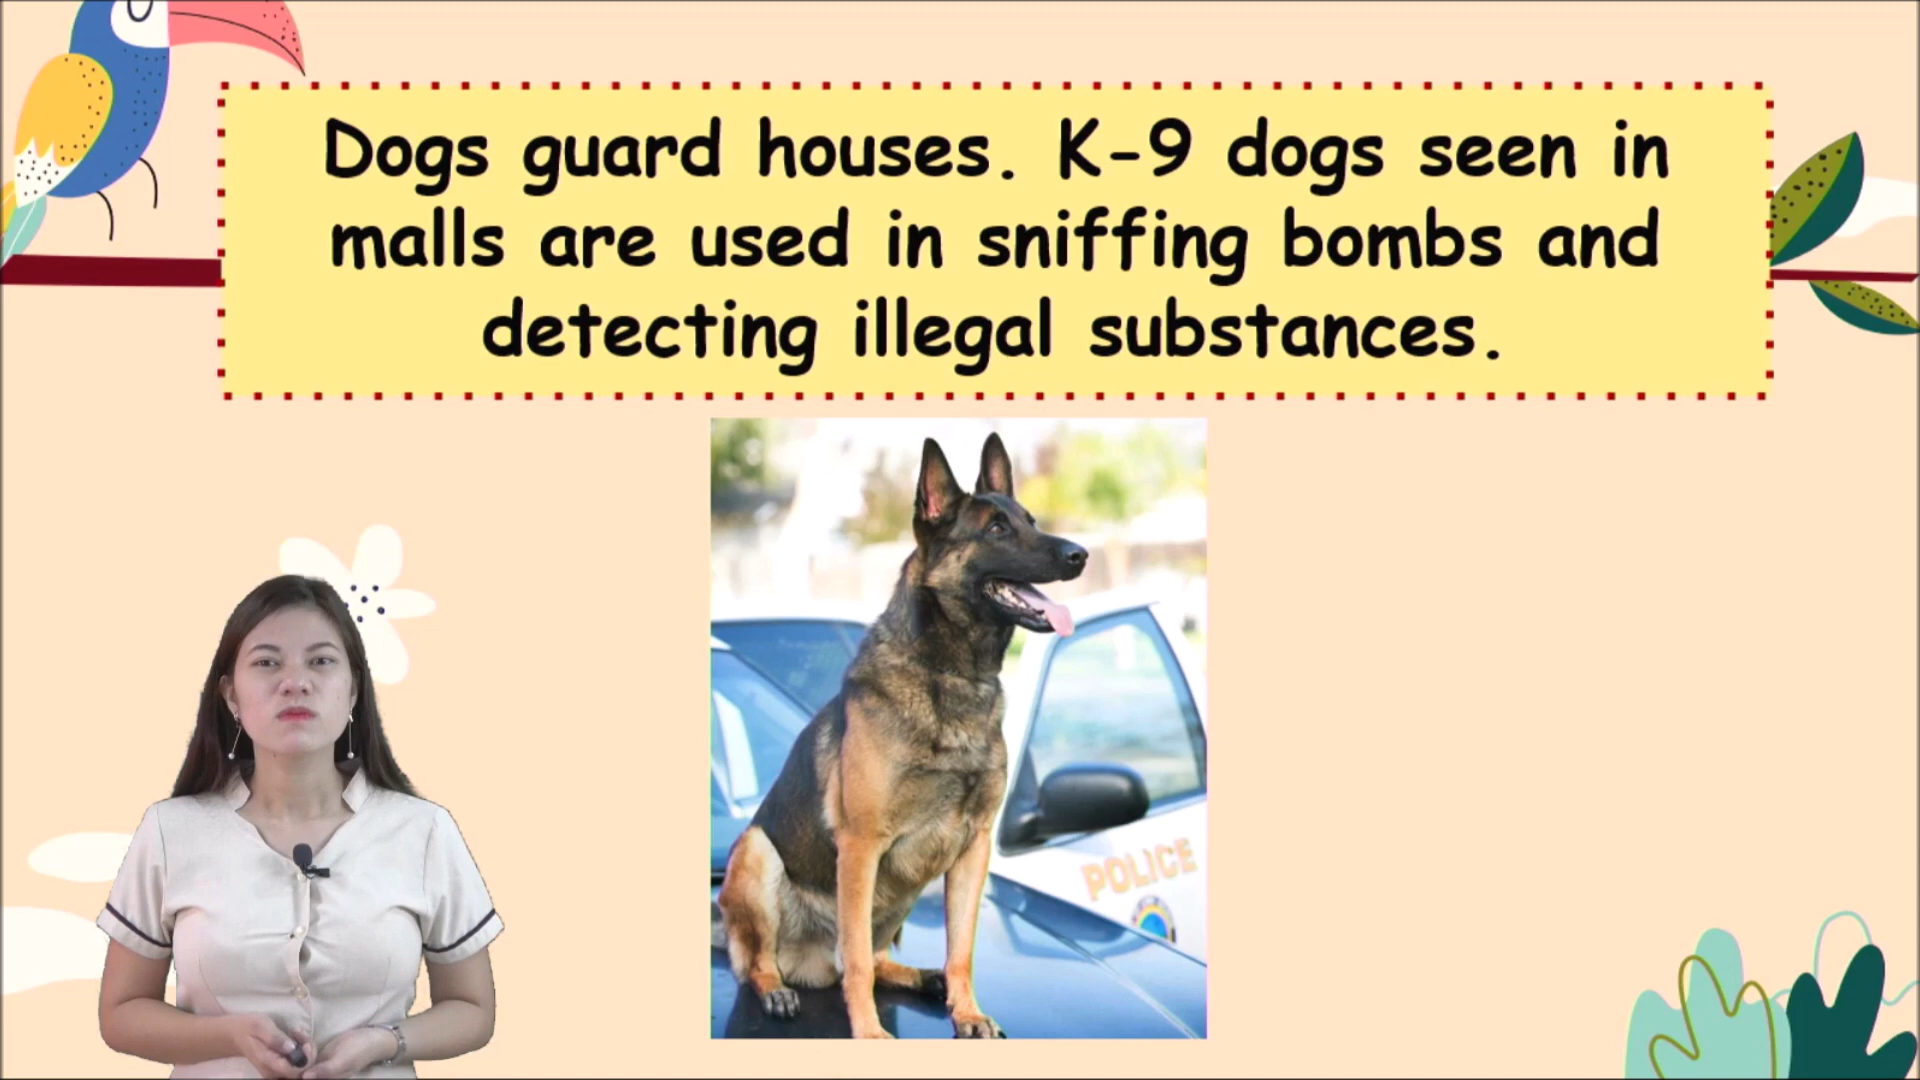 Dogs guard houses. K-9 dogs seen in
malls are used in sniffing bombs and
detecting illegal substances.
POLICE